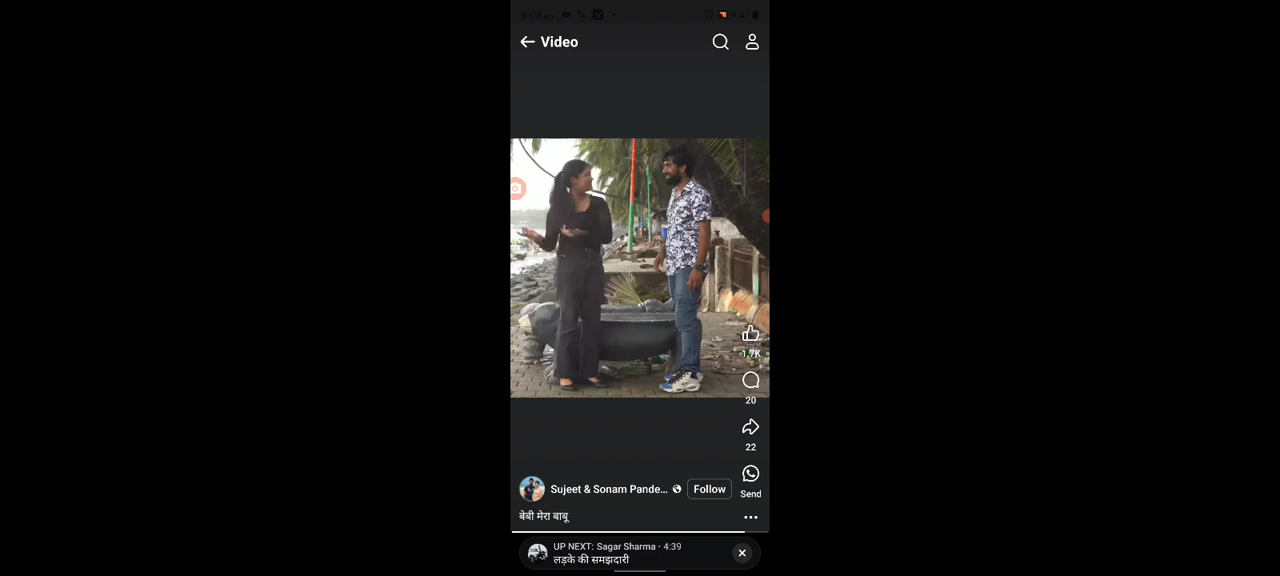 Video
1.7K
20
22
Send
Sujeet & Sonam Pande...
Follow
बेबी मेरा बाबू
UP NEXT: Sagar Sharma · 4:39
लड़के की समझदारी